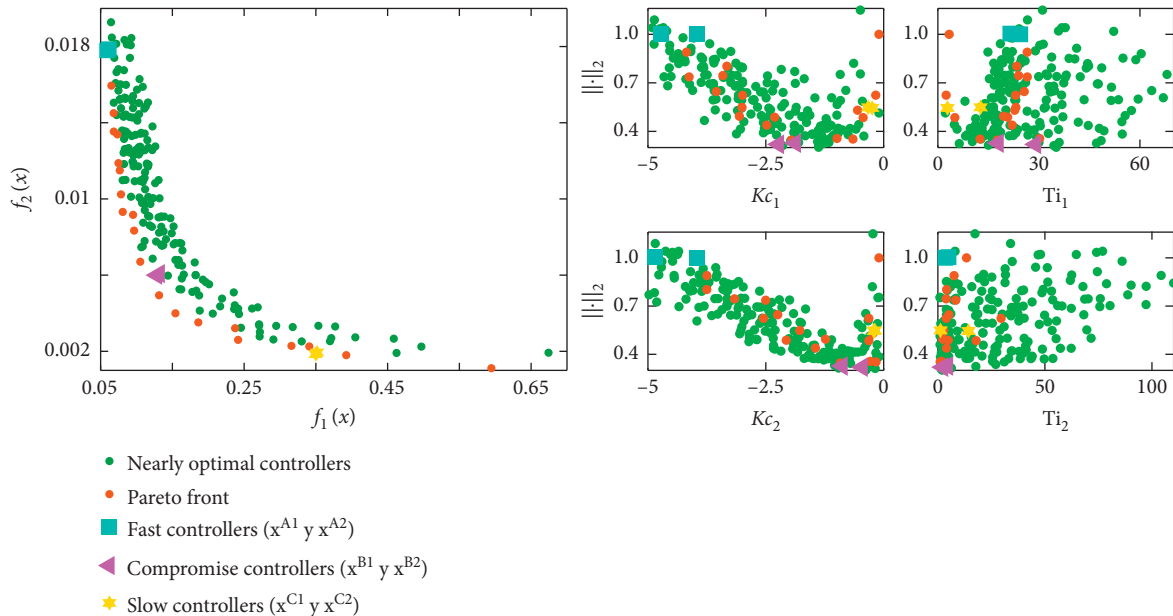 0.018
0.01
0.002
f₂ (x)
0.05 0.25 0.45 0.65
f₁ (x)
1.0
0.7
0.4
||·||₂
−5 −2.5 0
Kc₁
1.0
0.7
0.4
0 30 60
Ti₁
1.0
0.7
0.4
||·||₂
−5 −2.5 0
Kc₂
1.0
0.7
0.4
0 50 100
Ti₂
Nearly optimal controllers
Pareto front
Fast controllers (xᴬ¹ y xᴬ²)
Compromise controllers (xᴮ¹ y xᴮ²)
Slow controllers (x^C1 y x^C2)